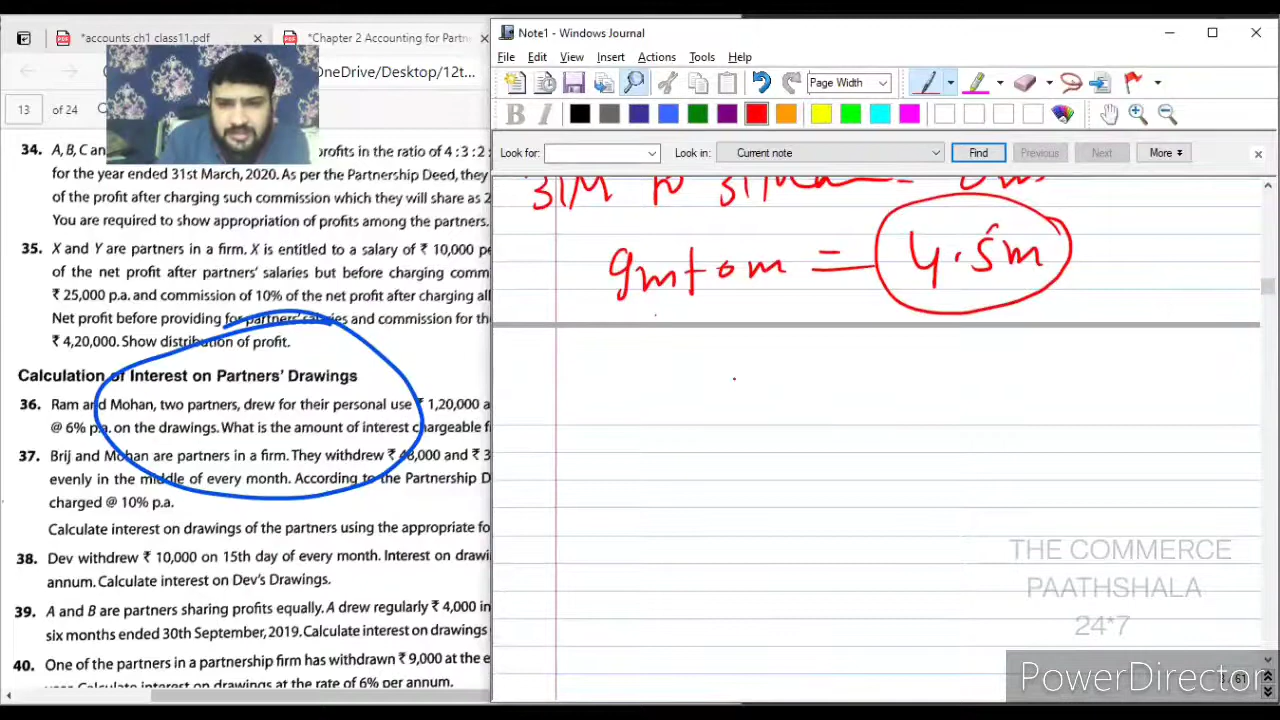 *accounts ch1 class11.pdf
*Chapter 2 Accounting for Partn
Note1 - Windows Journal
OneDrive/Desktop/12t...
File Edit View Insert Actions Tools Help
Page Width
13 of 24
B I
Look for:
Look in: Current note
Find Previous Next More
34. A, B, C an profits in the ratio of 4 : 3 : 2 :
for the year ended 31st March, 2020. As per the Partnership Deed, they
of the profit after charging such commission which they will share as 2
You are required to show appropriation of profits among the partners.
35. X and Y are partners in a firm. X is entitled to a salary of ₹ 10,000 pe
of the net profit after partners' salaries but before charging comm
₹ 25,000 p.a. and commission of 10% of the net profit after charging all
Net profit before providing for partners' salaries and commission for the
₹ 4,20,000. Show distribution of profit.
Calculation of Interest on Partners' Drawings
36. Ram and Mohan, two partners, drew for their personal use ₹ 1,20,000 a
@ 6% p.a. on the drawings. What is the amount of interest chargeable f
37. Brij and Mohan are partners in a firm. They withdrew ₹ 48,000 and ₹ 3
evenly in the middle of every month. According to the Partnership D
charged @ 10% p.a.
Calculate interest on drawings of the partners using the appropriate fo
38. Dev withdrew ₹ 10,000 on 15th day of every month. Interest on drawi
annum. Calculate interest on Dev's Drawings.
39. A and B are partners sharing profits equally. A drew regularly ₹ 4,000 in
six months ended 30th September, 2019. Calculate interest on drawings
40. One of the partners in a partnership firm has withdrawn ₹ 9,000 at the e
year. Calculate interest on drawings at the rate of 6% per annum.
9m + 0m = 4.5m
THE COMMERCE
PAATHSHALA
24*7
PowerDirector